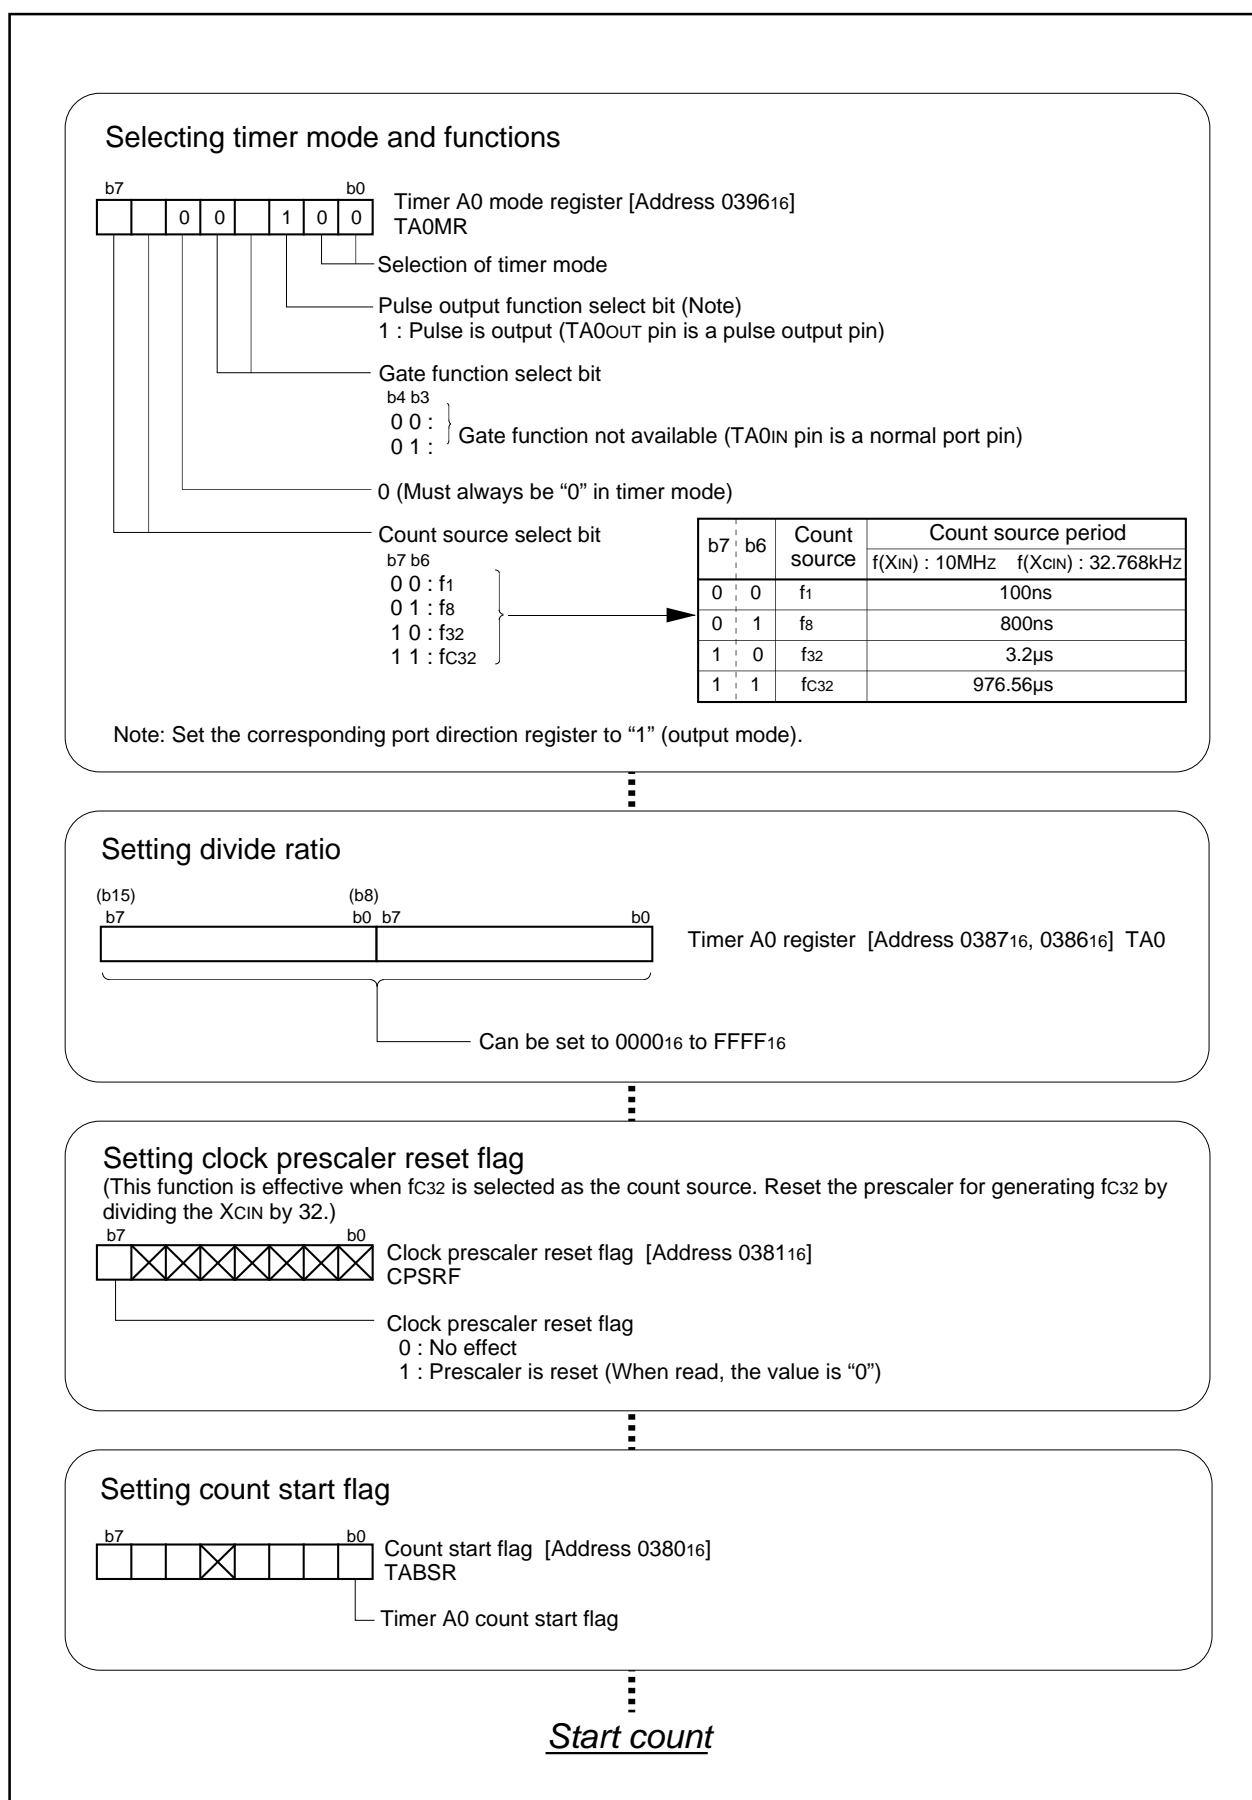 Selecting timer mode and functions
b7 b0
0 0 1 0 0
Timer A0 mode register [Address 039616]
TA0MR
Selection of timer mode
Pulse output function select bit (Note)
1 : Pulse is output (TA0OUT pin is a pulse output pin)
Gate function select bit
b4 b3
0 0 :
0 1 :
Gate function not available (TA0IN pin is a normal port pin)
0 (Must always be “0” in timer mode)
Count source select bit
b7 b6
0 0 : f1
0 1 : f8
1 0 : f32
1 1 : fC32
b7 b6 Count source Count source period
f(XIN) : 10MHZ f(XCIN) : 32.768kHZ
0 0 f1 100ns
0 1 f8 800ns
1 0 f32 3.2µs
1 1 fC32 976.56µs
Note: Set the corresponding port direction register to “1” (output mode).
Setting divide ratio
(b15) (b8)
b7 b0 b7 b0
Timer A0 register [Address 038716, 038616] TA0
Can be set to 000016 to FFFF16
Setting clock prescaler reset flag
(This function is effective when fC32 is selected as the count source. Reset the prescaler for generating fC32 by
dividing the XCIN by 32.)
b7 b0
Clock prescaler reset flag [Address 038116]
CPSRF
Clock prescaler reset flag
0 : No effect
1 : Prescaler is reset (When read, the value is “0”)
Setting count start flag
b7 b0
Count start flag [Address 038016]
TABSR
Timer A0 count start flag
Start count